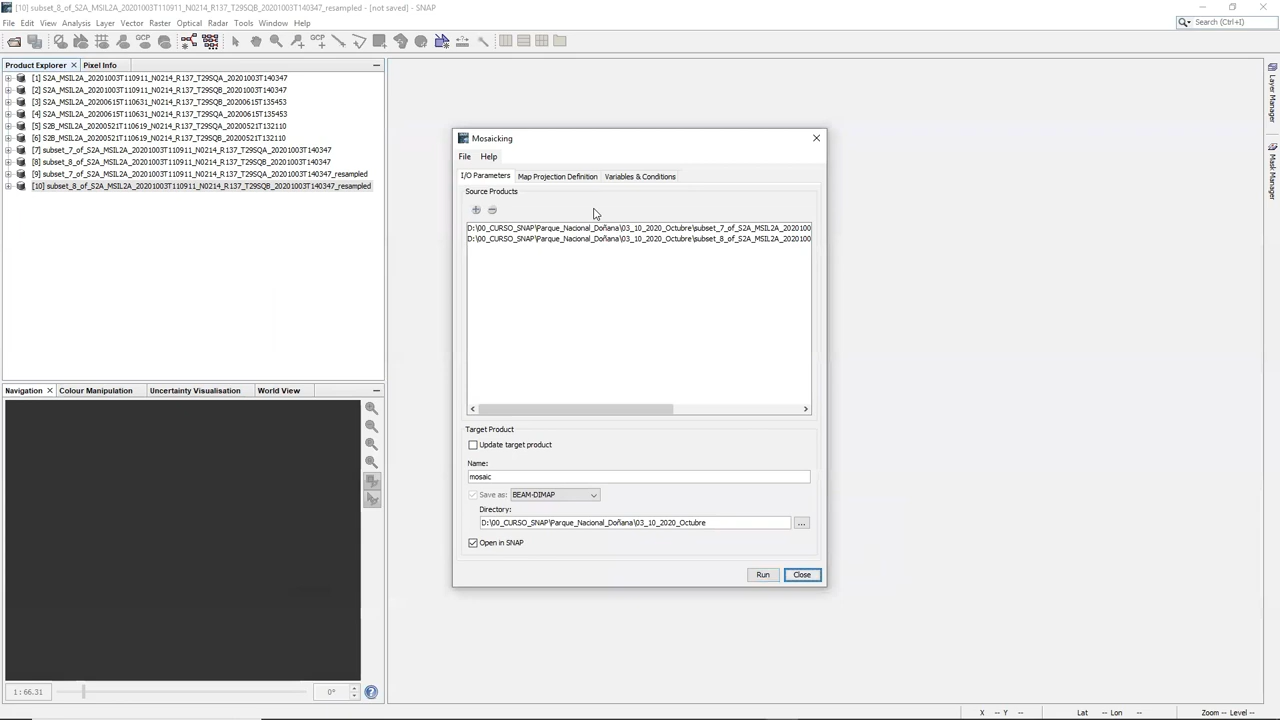 [10] subset_8_of_S2A_MSIL2A_20201003T110911_N0214_R137_T29SQB_20201003T140347_resampled - [not saved] - SNAP
File Edit View Analysis Layer Vector Raster Optical Radar Tools Window Help
Search (Ctrl+I)
GCP
GCP
Product Explorer
Pixel Info
[1] S2A_MSIL2A_20201003T110911_N0214_R137_T29SQA_20201003T140347
[2] S2A_MSIL2A_20201003T110911_N0214_R137_T29SQB_20201003T140347
[3] S2A_MSIL2A_20200615T110631_N0214_R137_T29SQB_20200615T135453
[4] S2A_MSIL2A_20200615T110631_N0214_R137_T29SQA_20200615T135453
[5] S2B_MSIL2A_20200521T110619_N0214_R137_T29SQA_20200521T132110
[6] S2B_MSIL2A_20200521T110619_N0214_R137_T29SQB_20200521T132110
[7] subset_7_of_S2A_MSIL2A_20201003T110911_N0214_R137_T29SQA_20201003T140347
[8] subset_8_of_S2A_MSIL2A_20201003T110911_N0214_R137_T29SQB_20201003T140347
[9] subset_7_of_S2A_MSIL2A_20201003T110911_N0214_R137_T29SQA_20201003T140347_resampled
[10] subset_8_of_S2A_MSIL2A_20201003T110911_N0214_R137_T29SQB_20201003T140347_resampled
Layer Manager
Mask Manager
Mosaicking
File Help
I/O Parameters
Map Projection Definition
Variables & Conditions
Source Products
D:\00_CURSO_SNAP\Parque_Nacional_Doñana\03_10_2020_Octubre\subset_7_of_S2A_MSIL2A_2020100
D:\00_CURSO_SNAP\Parque_Nacional_Doñana\03_10_2020_Octubre\subset_8_of_S2A_MSIL2A_2020100
Target Product
Update target product
Name:
mosaic
Save as: BEAM-DIMAP
Directory:
D:\00_CURSO_SNAP\Parque_Nacional_Doñana\03_10_2020_Octubre
...
Open in SNAP
Run
Close
Navigation
Colour Manipulation
Uncertainty Visualisation
World View
1 : 66.31
0°
X -- Y --
Lat -- Lon --
Zoom -- Level --